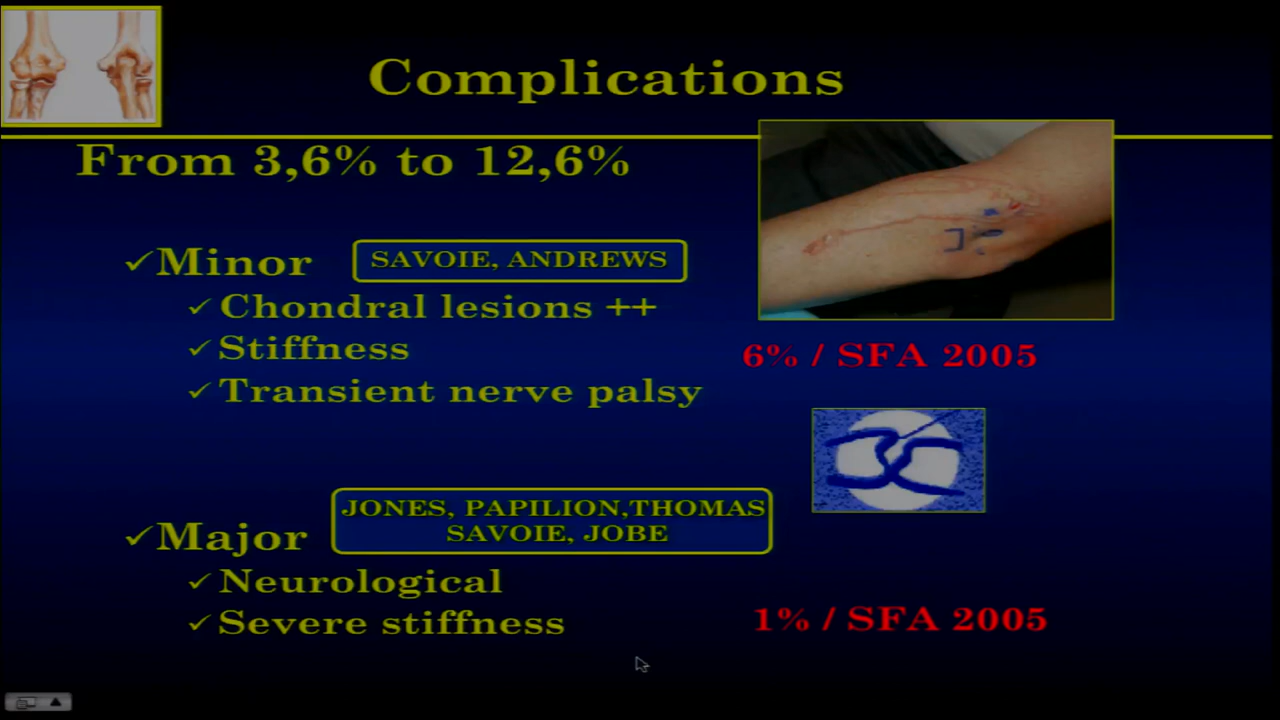 Complications
From 3,6% to 12,6%
Minor
SAVOIE, ANDREWS
Chondral lesions ++
Stiffness
Transient nerve palsy
6% / SFA 2005
Major
JONES, PAPILION,THOMAS
SAVOIE, JOBE
Neurological
Severe stiffness
1% / SFA 2005